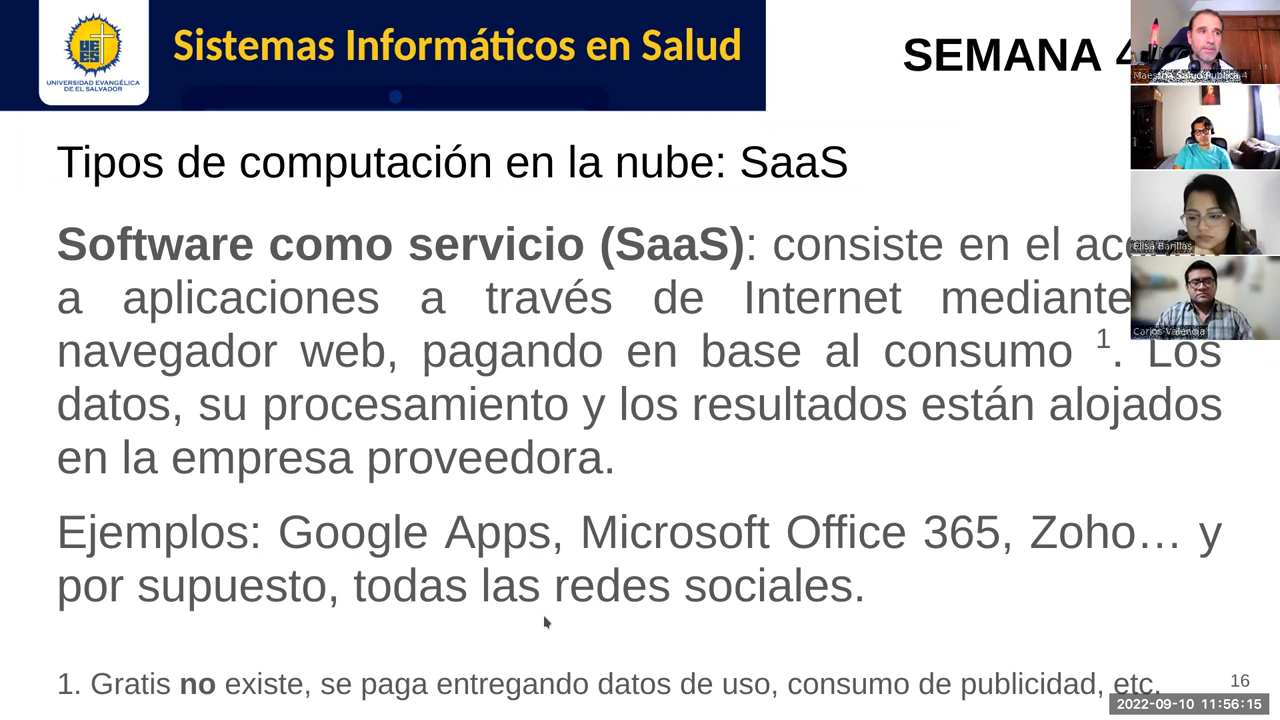 UNIVERSIDAD EVANGÉLICA
DE EL SALVADOR
Sistemas Informáticos en Salud
SEMANA 4
Tipos de computación en la nube: SaaS
Software como servicio (SaaS): consiste en el
a aplicaciones a través de Internet mediante
navegador web, pagando en base al consumo ¹. Los
datos, su procesamiento y los resultados están alojados
en la empresa proveedora.
Ejemplos: Google Apps, Microsoft Office 365, Zoho… y
por supuesto, todas las redes sociales.
1. Gratis no existe, se paga entregando datos de uso, consumo de publicidad, etc.
16
Maestria Salud Publica 4
Elisa Barillas
Carlos Valencia
2022-09-10 11:56:15